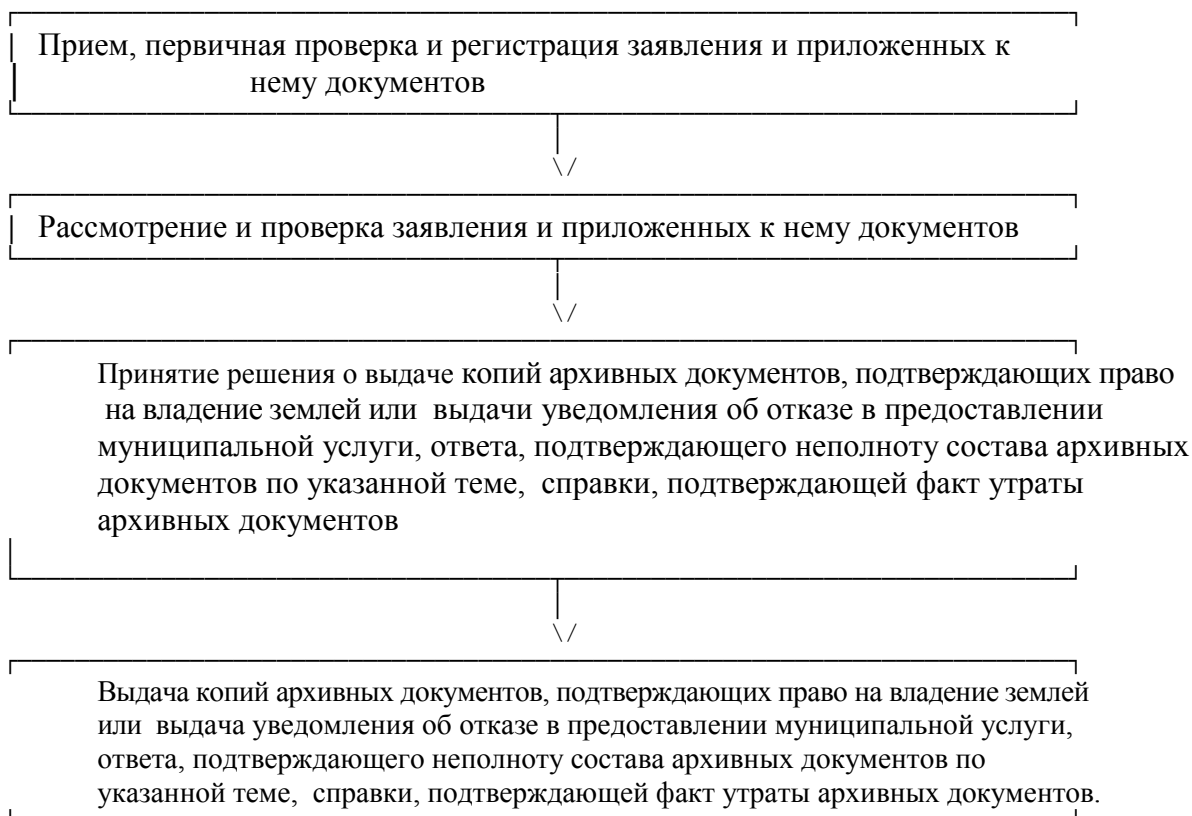 Прием, первичная проверка и регистрация заявления и приложенных к
нему документов
Рассмотрение и проверка заявления и приложенных к нему документов
Принятие решения о выдаче копий архивных документов, подтверждающих право
на владение землей или выдачи уведомления об отказе в предоставлении
муниципальной услуги, ответа, подтверждающего неполноту состава архивных
документов по указанной теме, справки, подтверждающей факт утраты
архивных документов
Выдача копий архивных документов, подтверждающих право на владение землей
или выдача уведомления об отказе в предоставлении муниципальной услуги,
ответа, подтверждающего неполноту состава архивных документов по
указанной теме, справки, подтверждающей факт утраты архивных документов.